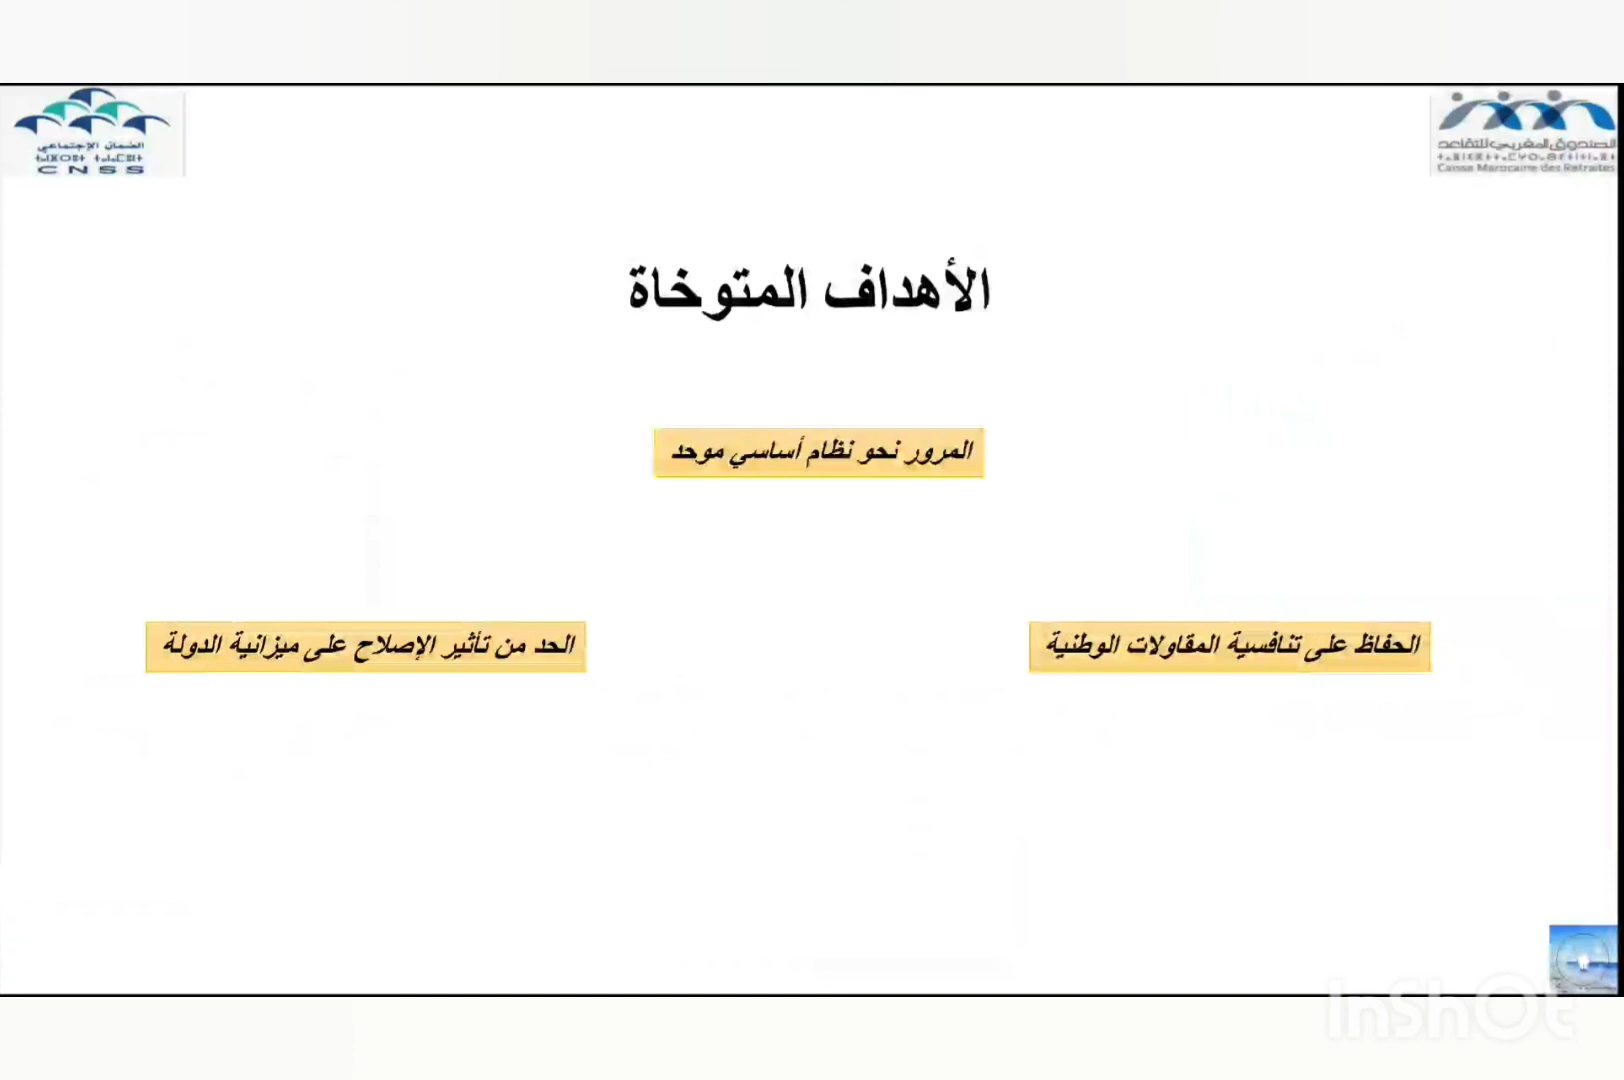 الضمان الإجتماعي
CNSS
الصندوق المغربي للتقاعد
Caisse Marocaine des Retraites
الأهداف المتوخاة
المرور نحو نظام أساسي موحد
الحفاظ على تنافسية المقاولات الوطنية
الحد من تأثير الإصلاح على ميزانية الدولة
InShOt